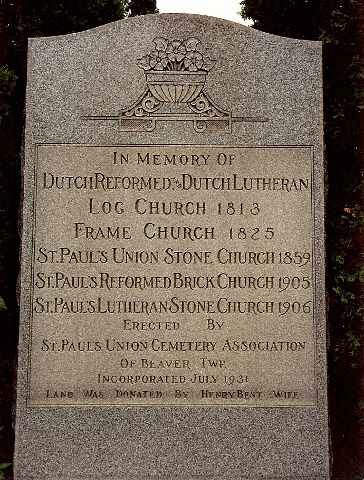 IN MEMORY OF
DUTCH REFORMED AND DUTCH LUTHERAN
LOG CHURCH 1813
FRAME CHURCH 1825
ST. PAUL'S UNION STONE CHURCH 1859
ST. PAUL'S REFORMED BRICK CHURCH 1905
ST. PAUL'S LUTHERAN STONE CHURCH 1906
ERECTED BY
ST. PAULS UNION CEMETERY ASSOCIATION
OF BEAVER TWP.
INCORPORATED JULY 1931
LAND WAS DONATED BY HENRY BEST WIFE